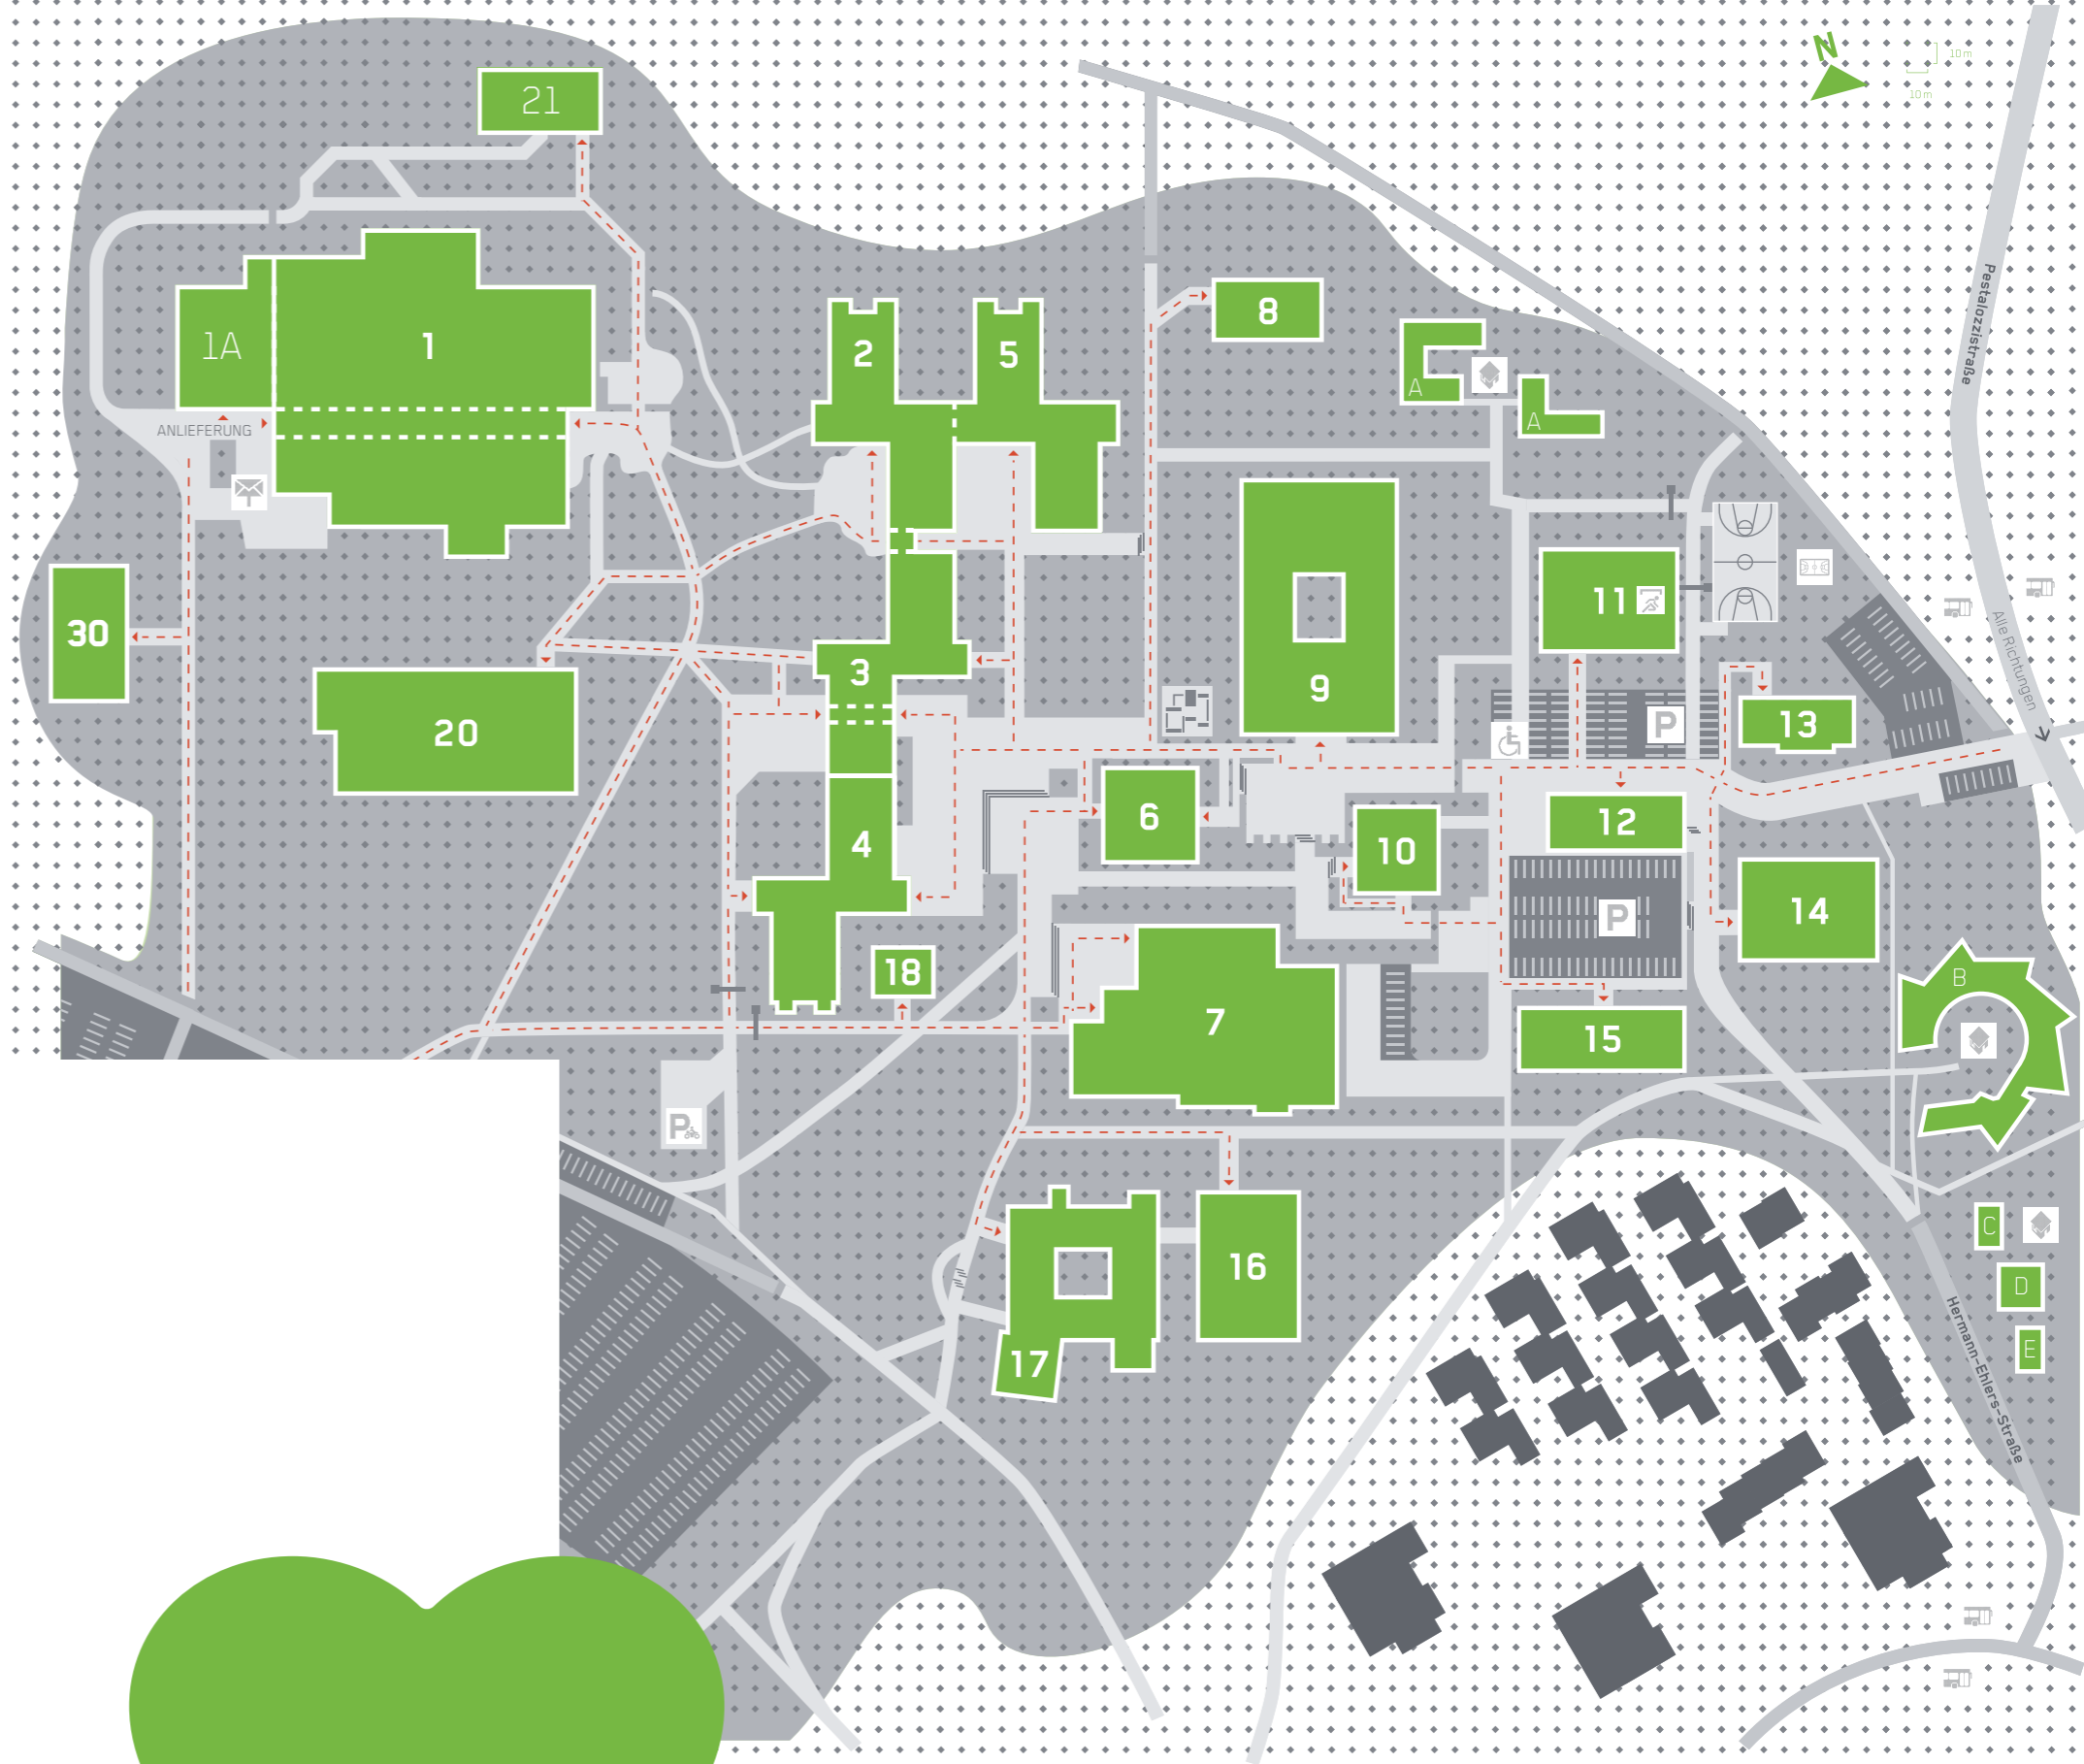 N
10 m
10 m
21
Pestalozzistraße
8
2
5
1A
1
A
A
ANLIEFERUNG
11
30
Alle Richtungen
3
9
20
P
13
6
12
4
10
14
P
18
B
7
15
P
C
16
D
17
E
Hermann-Ehlers-Straße